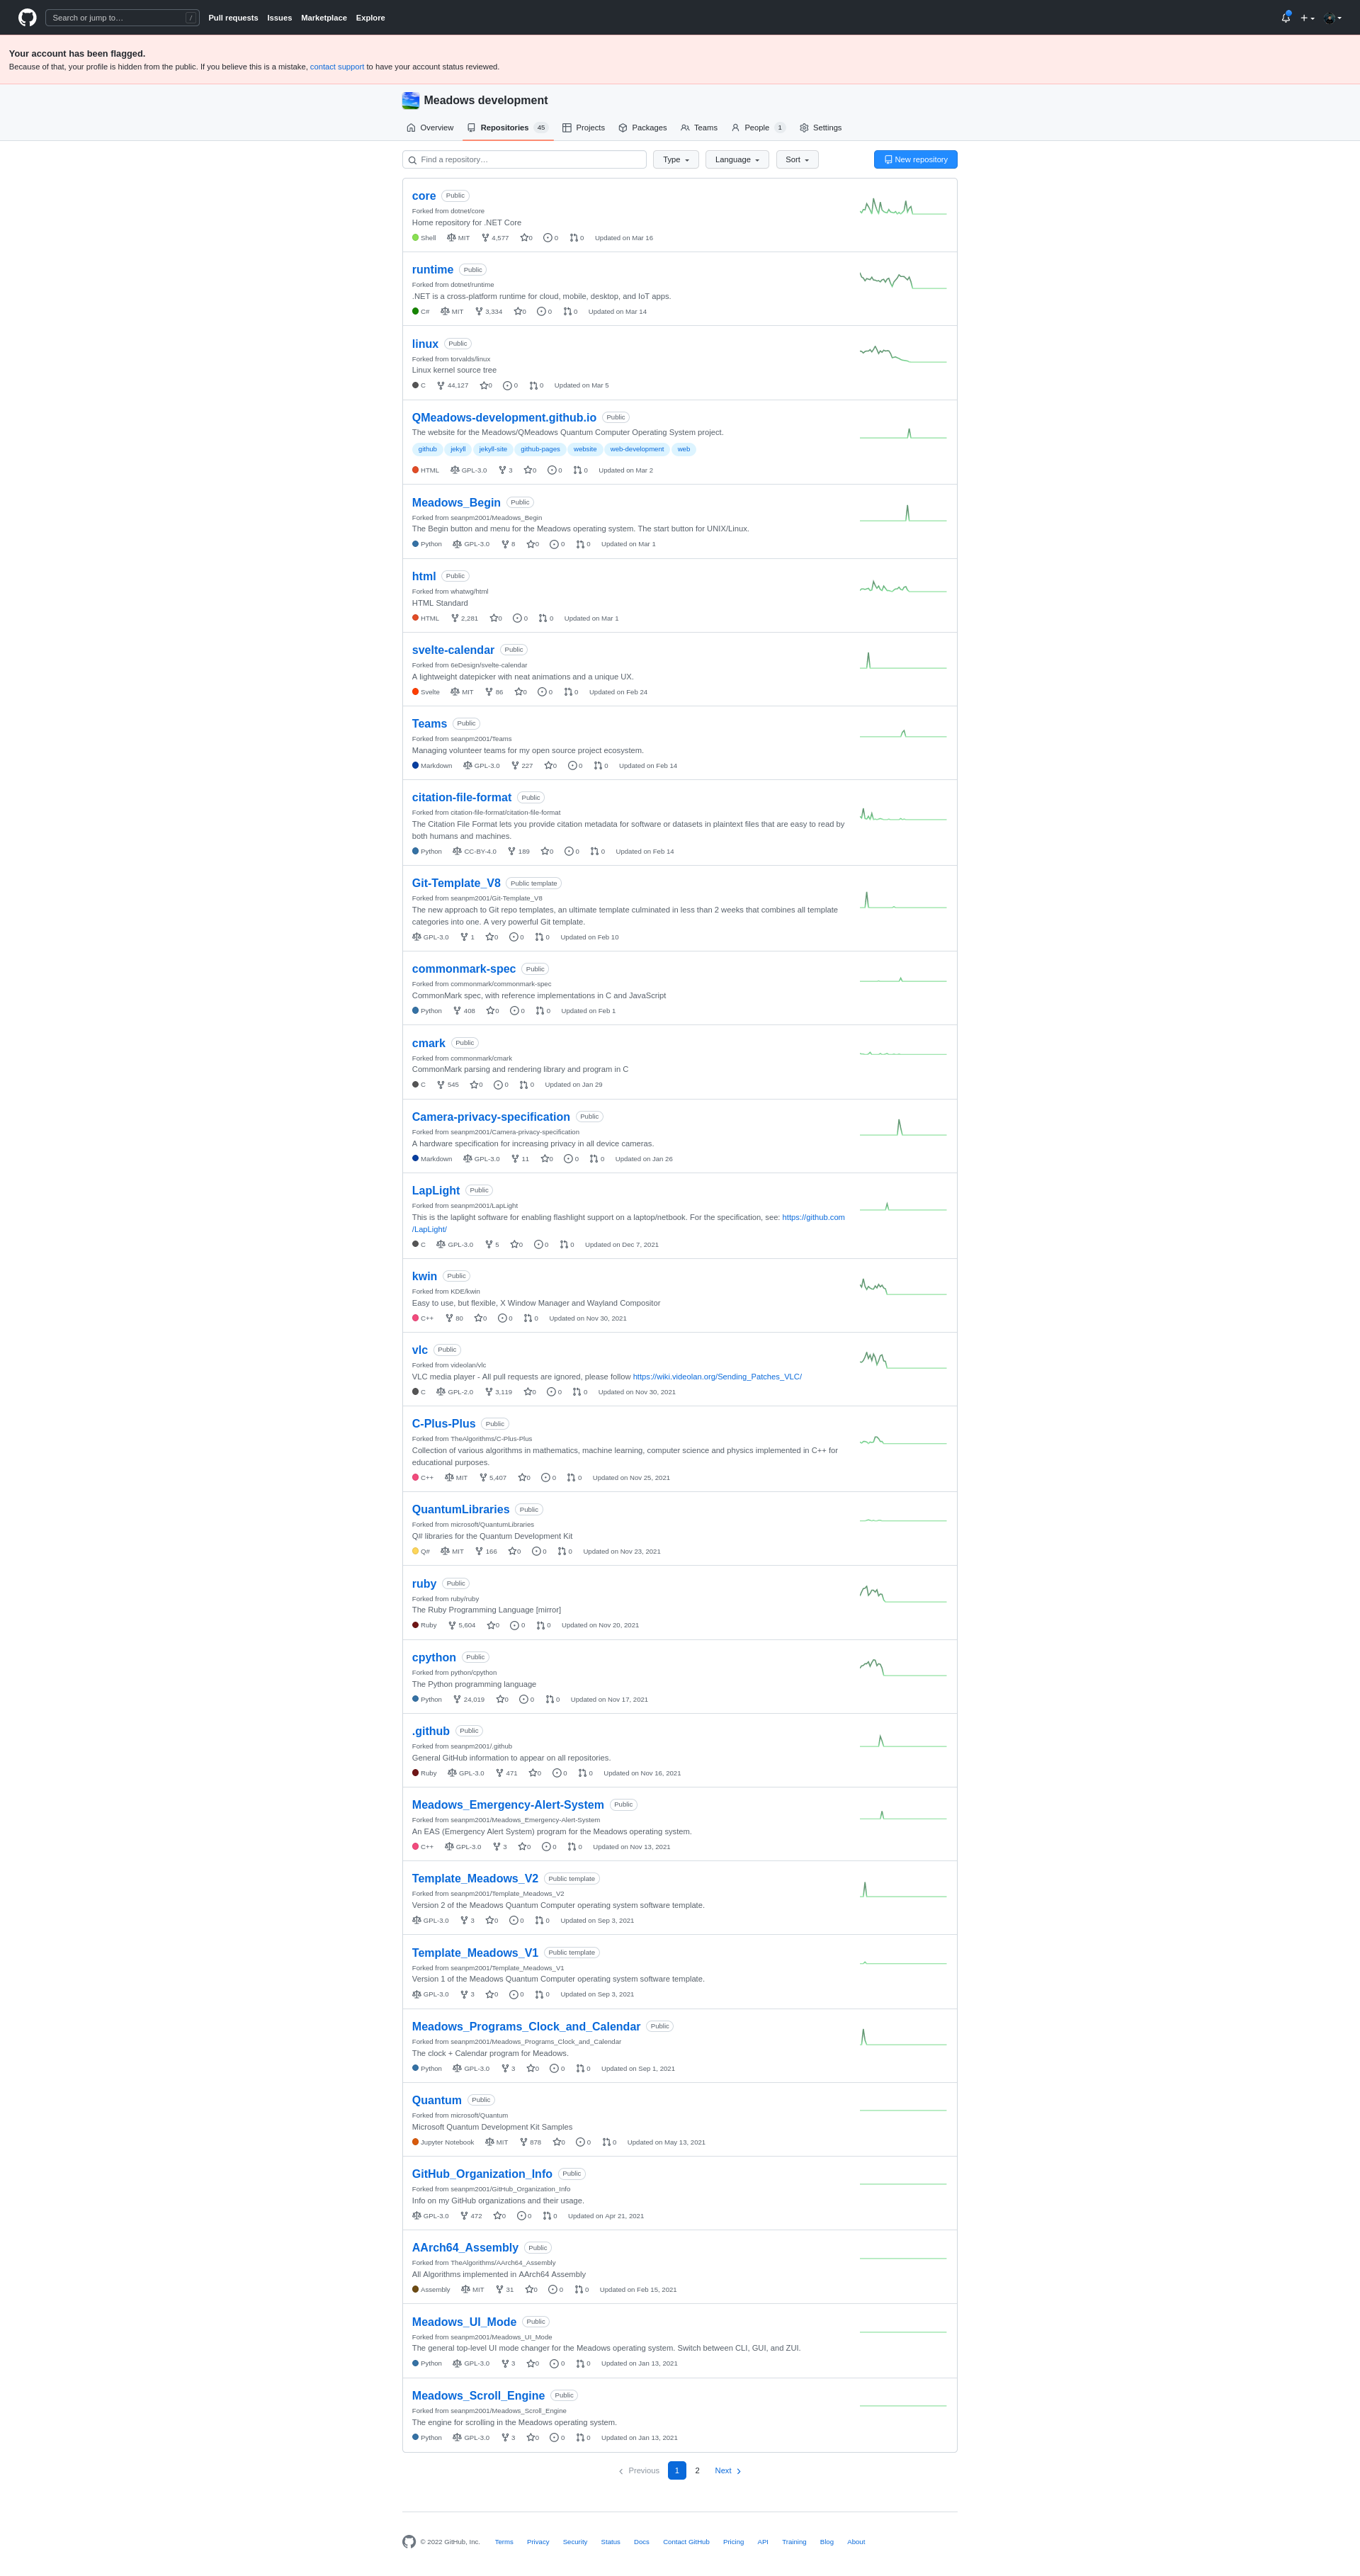 Search or jump to… /
Pull requests Issues Marketplace Explore
Your account has been flagged.
Because of that, your profile is hidden from the public. If you believe this is a mistake, contact support to have your account status reviewed.
Meadows development
Overview Repositories 45 Projects Packages Teams People 1 Settings
Find a repository… Type Language Sort New repository
core Public
Forked from dotnet/core
Home repository for .NET Core
Shell MIT 4,577 0 0 0 Updated on Mar 16
runtime Public
Forked from dotnet/runtime
.NET is a cross-platform runtime for cloud, mobile, desktop, and IoT apps.
C# MIT 3,334 0 0 0 Updated on Mar 14
linux Public
Forked from torvalds/linux
Linux kernel source tree
C 44,127 0 0 0 Updated on Mar 5
QMeadows-development.github.io Public
The website for the Meadows/QMeadows Quantum Computer Operating System project.
github jekyll jekyll-site github-pages website web-development web
HTML GPL-3.0 3 0 0 0 Updated on Mar 2
Meadows_Begin Public
Forked from seanpm2001/Meadows_Begin
The Begin button and menu for the Meadows operating system. The start button for UNIX/Linux.
Python GPL-3.0 8 0 0 0 Updated on Mar 1
html Public
Forked from whatwg/html
HTML Standard
HTML 2,281 0 0 0 Updated on Mar 1
svelte-calendar Public
Forked from 6eDesign/svelte-calendar
A lightweight datepicker with neat animations and a unique UX.
Svelte MIT 86 0 0 0 Updated on Feb 24
Teams Public
Forked from seanpm2001/Teams
Managing volunteer teams for my open source project ecosystem.
Markdown GPL-3.0 227 0 0 0 Updated on Feb 14
citation-file-format Public
Forked from citation-file-format/citation-file-format
The Citation File Format lets you provide citation metadata for software or datasets in plaintext files that are easy to read by
both humans and machines.
Python CC-BY-4.0 189 0 0 0 Updated on Feb 14
Git-Template_V8 Public template
Forked from seanpm2001/Git-Template_V8
The new approach to Git repo templates, an ultimate template culminated in less than 2 weeks that combines all template
categories into one. A very powerful Git template.
GPL-3.0 1 0 0 0 Updated on Feb 10
commonmark-spec Public
Forked from commonmark/commonmark-spec
CommonMark spec, with reference implementations in C and JavaScript
Python 408 0 0 0 Updated on Feb 1
cmark Public
Forked from commonmark/cmark
CommonMark parsing and rendering library and program in C
C 545 0 0 0 Updated on Jan 29
Camera-privacy-specification Public
Forked from seanpm2001/Camera-privacy-specification
A hardware specification for increasing privacy in all device cameras.
Markdown GPL-3.0 11 0 0 0 Updated on Jan 26
LapLight Public
Forked from seanpm2001/LapLight
This is the laplight software for enabling flashlight support on a laptop/netbook. For the specification, see: https://github.com
/LapLight/
C GPL-3.0 5 0 0 0 Updated on Dec 7, 2021
kwin Public
Forked from KDE/kwin
Easy to use, but flexible, X Window Manager and Wayland Compositor
C++ 80 0 0 0 Updated on Nov 30, 2021
vlc Public
Forked from videolan/vlc
VLC media player - All pull requests are ignored, please follow https://wiki.videolan.org/Sending_Patches_VLC/
C GPL-2.0 3,119 0 0 0 Updated on Nov 30, 2021
C-Plus-Plus Public
Forked from TheAlgorithms/C-Plus-Plus
Collection of various algorithms in mathematics, machine learning, computer science and physics implemented in C++ for
educational purposes.
C++ MIT 5,407 0 0 0 Updated on Nov 25, 2021
QuantumLibraries Public
Forked from microsoft/QuantumLibraries
Q# libraries for the Quantum Development Kit
Q# MIT 166 0 0 0 Updated on Nov 23, 2021
ruby Public
Forked from ruby/ruby
The Ruby Programming Language [mirror]
Ruby 5,604 0 0 0 Updated on Nov 20, 2021
cpython Public
Forked from python/cpython
The Python programming language
Python 24,019 0 0 0 Updated on Nov 17, 2021
.github Public
Forked from seanpm2001/.github
General GitHub information to appear on all repositories.
Ruby GPL-3.0 471 0 0 0 Updated on Nov 16, 2021
Meadows_Emergency-Alert-System Public
Forked from seanpm2001/Meadows_Emergency-Alert-System
An EAS (Emergency Alert System) program for the Meadows operating system.
C++ GPL-3.0 3 0 0 0 Updated on Nov 13, 2021
Template_Meadows_V2 Public template
Forked from seanpm2001/Template_Meadows_V2
Version 2 of the Meadows Quantum Computer operating system software template.
GPL-3.0 3 0 0 0 Updated on Sep 3, 2021
Template_Meadows_V1 Public template
Forked from seanpm2001/Template_Meadows_V1
Version 1 of the Meadows Quantum Computer operating system software template.
GPL-3.0 3 0 0 0 Updated on Sep 3, 2021
Meadows_Programs_Clock_and_Calendar Public
Forked from seanpm2001/Meadows_Programs_Clock_and_Calendar
The clock + Calendar program for Meadows.
Python GPL-3.0 3 0 0 0 Updated on Sep 1, 2021
Quantum Public
Forked from microsoft/Quantum
Microsoft Quantum Development Kit Samples
Jupyter Notebook MIT 878 0 0 0 Updated on May 13, 2021
GitHub_Organization_Info Public
Forked from seanpm2001/GitHub_Organization_Info
Info on my GitHub organizations and their usage.
GPL-3.0 472 0 0 0 Updated on Apr 21, 2021
AArch64_Assembly Public
Forked from TheAlgorithms/AArch64_Assembly
All Algorithms implemented in AArch64 Assembly
Assembly MIT 31 0 0 0 Updated on Feb 15, 2021
Meadows_UI_Mode Public
Forked from seanpm2001/Meadows_UI_Mode
The general top-level UI mode changer for the Meadows operating system. Switch between CLI, GUI, and ZUI.
Python GPL-3.0 3 0 0 0 Updated on Jan 13, 2021
Meadows_Scroll_Engine Public
Forked from seanpm2001/Meadows_Scroll_Engine
The engine for scrolling in the Meadows operating system.
Python GPL-3.0 3 0 0 0 Updated on Jan 13, 2021
Previous 1 2 Next
© 2022 GitHub, Inc. Terms Privacy Security Status Docs Contact GitHub Pricing API Training Blog About